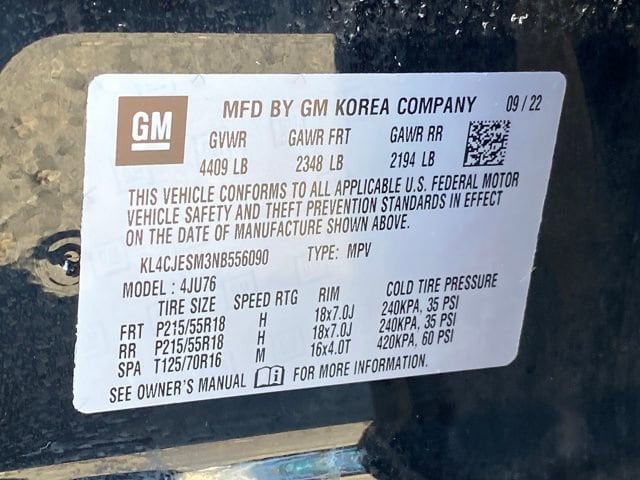 GM
MFD BY GM KOREA COMPANY 09/22
GVWR GAWR FRT GAWR RR
4409 LB 2348 LB 2194 LB
THIS VEHICLE CONFORMS TO ALL APPLICABLE U.S. FEDERAL MOTOR
VEHICLE SAFETY AND THEFT PREVENTION STANDARDS IN EFFECT
ON THE DATE OF MANUFACTURE SHOWN ABOVE.
KL4CJESM3NB556090 TYPE: MPV
MODEL : 4JU76
TIRE SIZE SPEED RTG RIM COLD TIRE PRESSURE
FRT P215/55R18 H 18x7.0J 240KPA, 35 PSI
RR P215/55R18 H 18x7.0J 240KPA, 35 PSI
SPA T125/70R16 M 16x4.0T 420KPA, 60 PSI
SEE OWNER'S MANUAL FOR MORE INFORMATION.